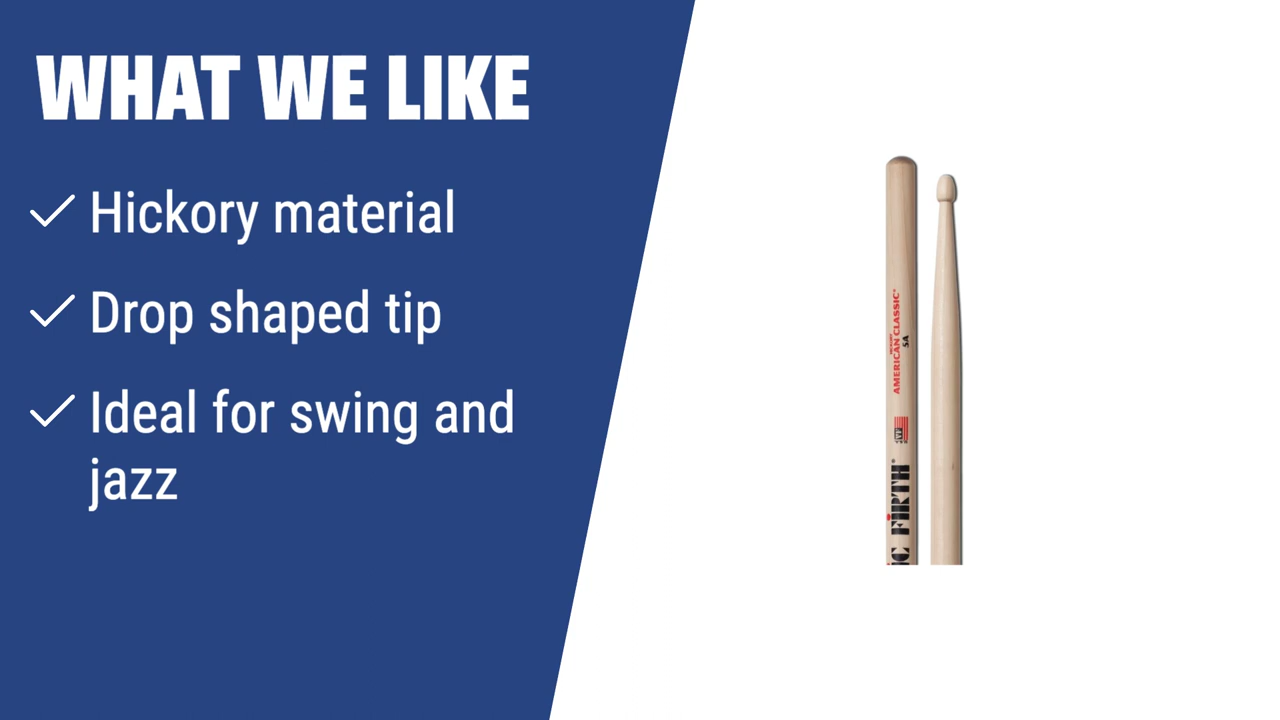 WHAT WE LIKE
Hickory material
Drop shaped tip
Ideal for swing and
jazz
AMERICAN CLASSIC
5A
IC FIRTH